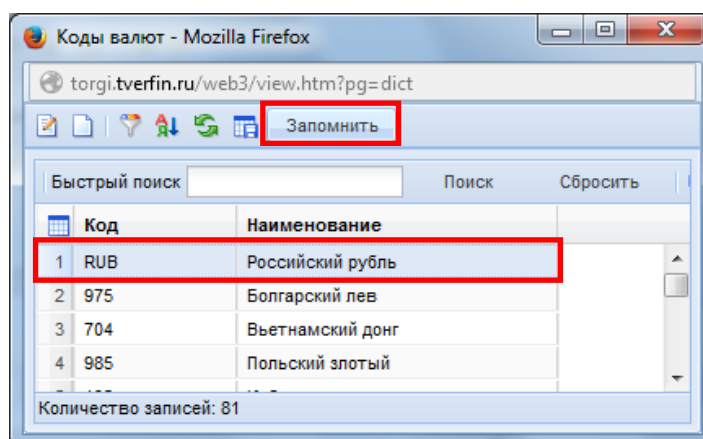 Коды валют - Mozilla Firefox
torgi.tverfin.ru/web3/view.htm?pg=dict
Запомнить
Быстрый поиск Поиск Сбросить
Код Наименование
1 RUB Российский рубль
2 975 Болгарский лев
3 704 Вьетнамский донг
4 985 Польский злотый
Количество записей: 81